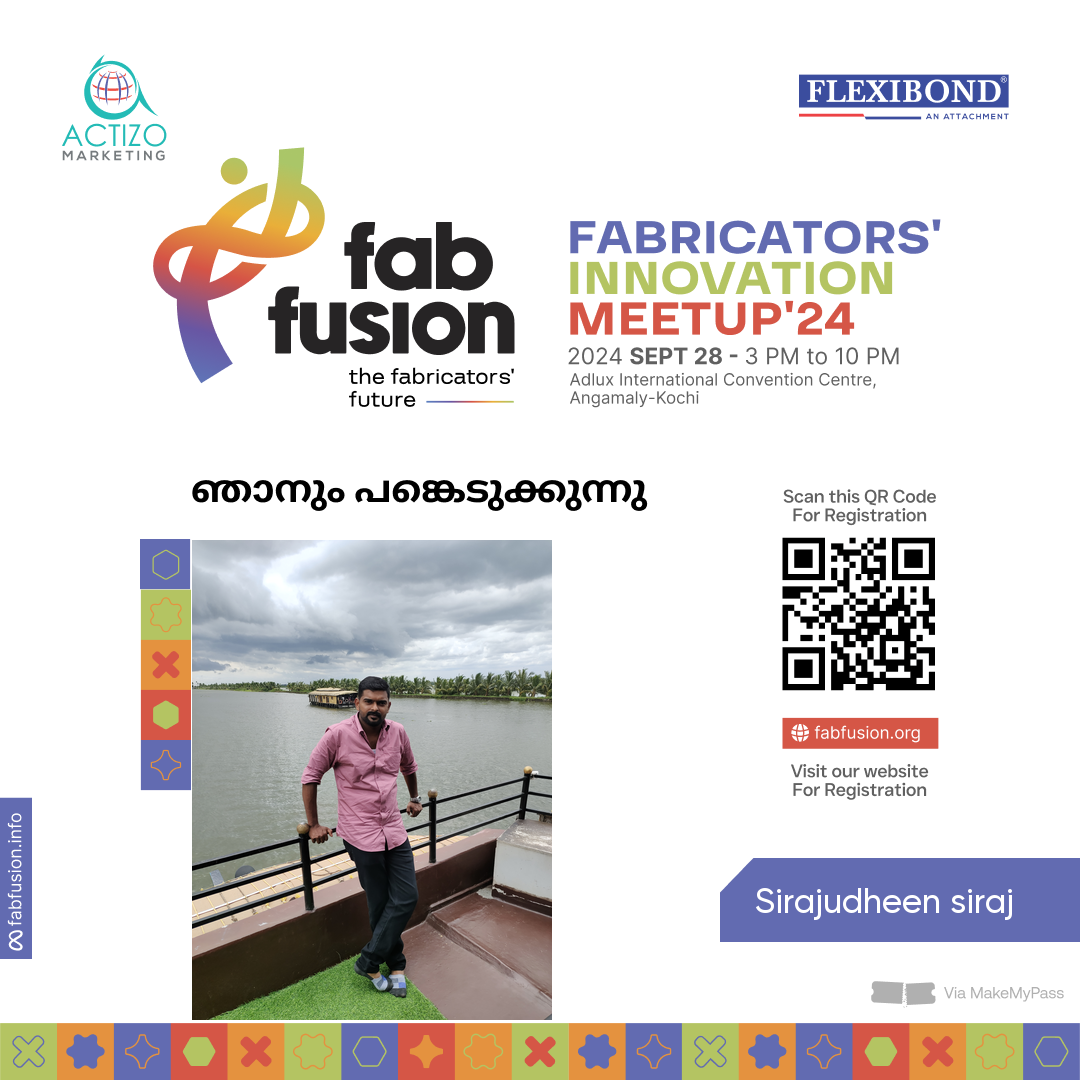 ACTIZO
MARKETING
FLEXIBOND®
AN ATTACHMENT
fab
fusion
the fabricators'
future
FABRICATORS'
INNOVATION
MEETUP'24
2024 SEPT 28 - 3 PM to 10 PM
Adlux International Convention Centre,
Angamaly-Kochi
ഞാനും പങ്കെടുക്കുന്നു
Scan this QR Code
For Registration
fabfusion.org
Visit our website
For Registration
fabfusion.info
Sirajudheen siraj
Via MakeMyPass